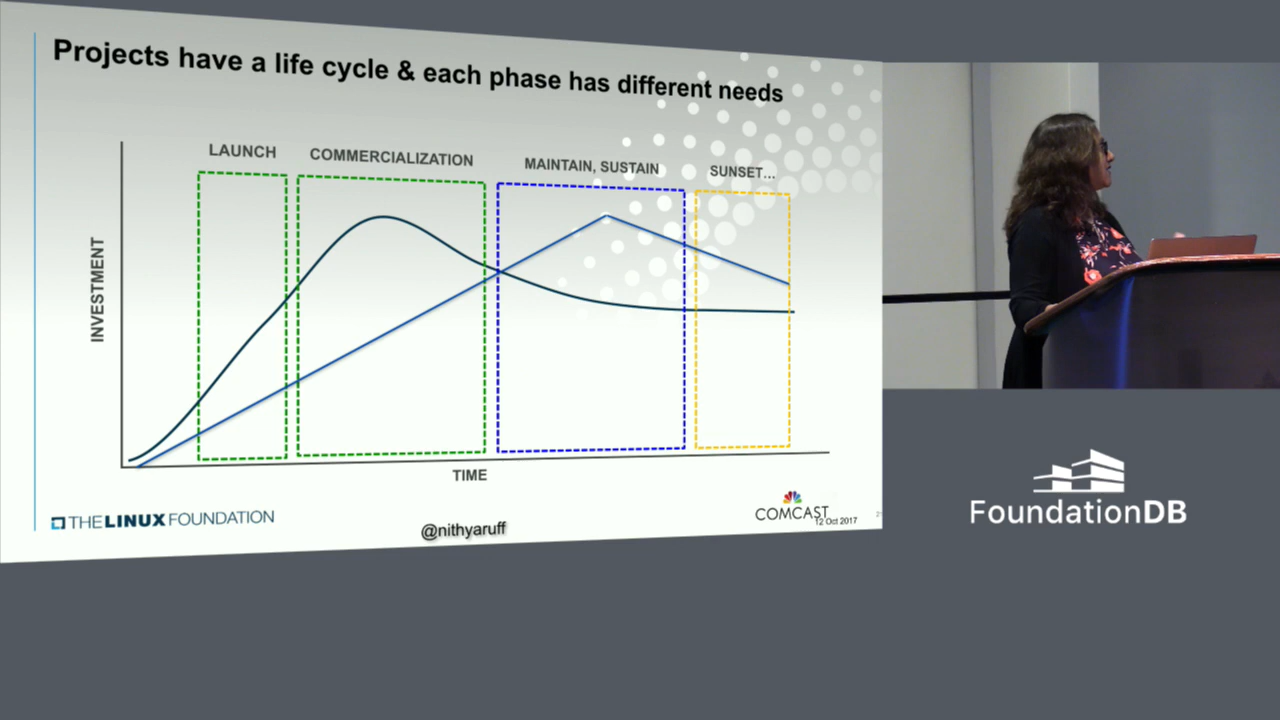 Projects have a life cycle & each phase has different needs
LAUNCH
COMMERCIALIZATION
MAINTAIN, SUSTAIN
SUNSET...
INVESTMENT
TIME
THE LINUX FOUNDATION
@nithyaruff
COMCAST
12 Oct 2017
FoundationDB